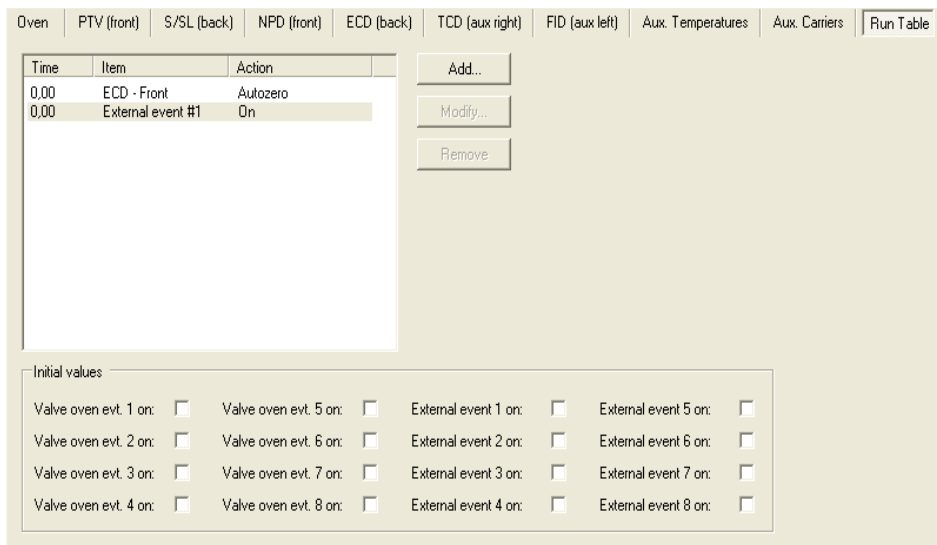 Oven PTV (front) S/SL (back) NPD (front) ECD (back) TCD (aux right) FID (aux left) Aux. Temperatures Aux. Carriers Run Table
Time Item Action
0,00 ECD - Front Autozero
0,00 External event #1 On
Add...
Modify...
Remove
Initial values
Valve oven evt. 1 on: Valve oven evt. 5 on: External event 1 on: External event 5 on:
Valve oven evt. 2 on: Valve oven evt. 6 on: External event 2 on: External event 6 on:
Valve oven evt. 3 on: Valve oven evt. 7 on: External event 3 on: External event 7 on:
Valve oven evt. 4 on: Valve oven evt. 8 on: External event 4 on: External event 8 on: